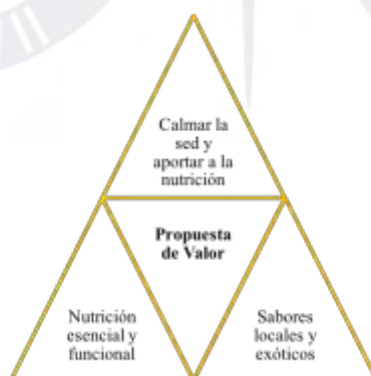 Calmar la
sed y
aportar a la
nutrición
Propuesta
de Valor
Nutrición
esencial y
funcional
Sabores
locales y
exóticos